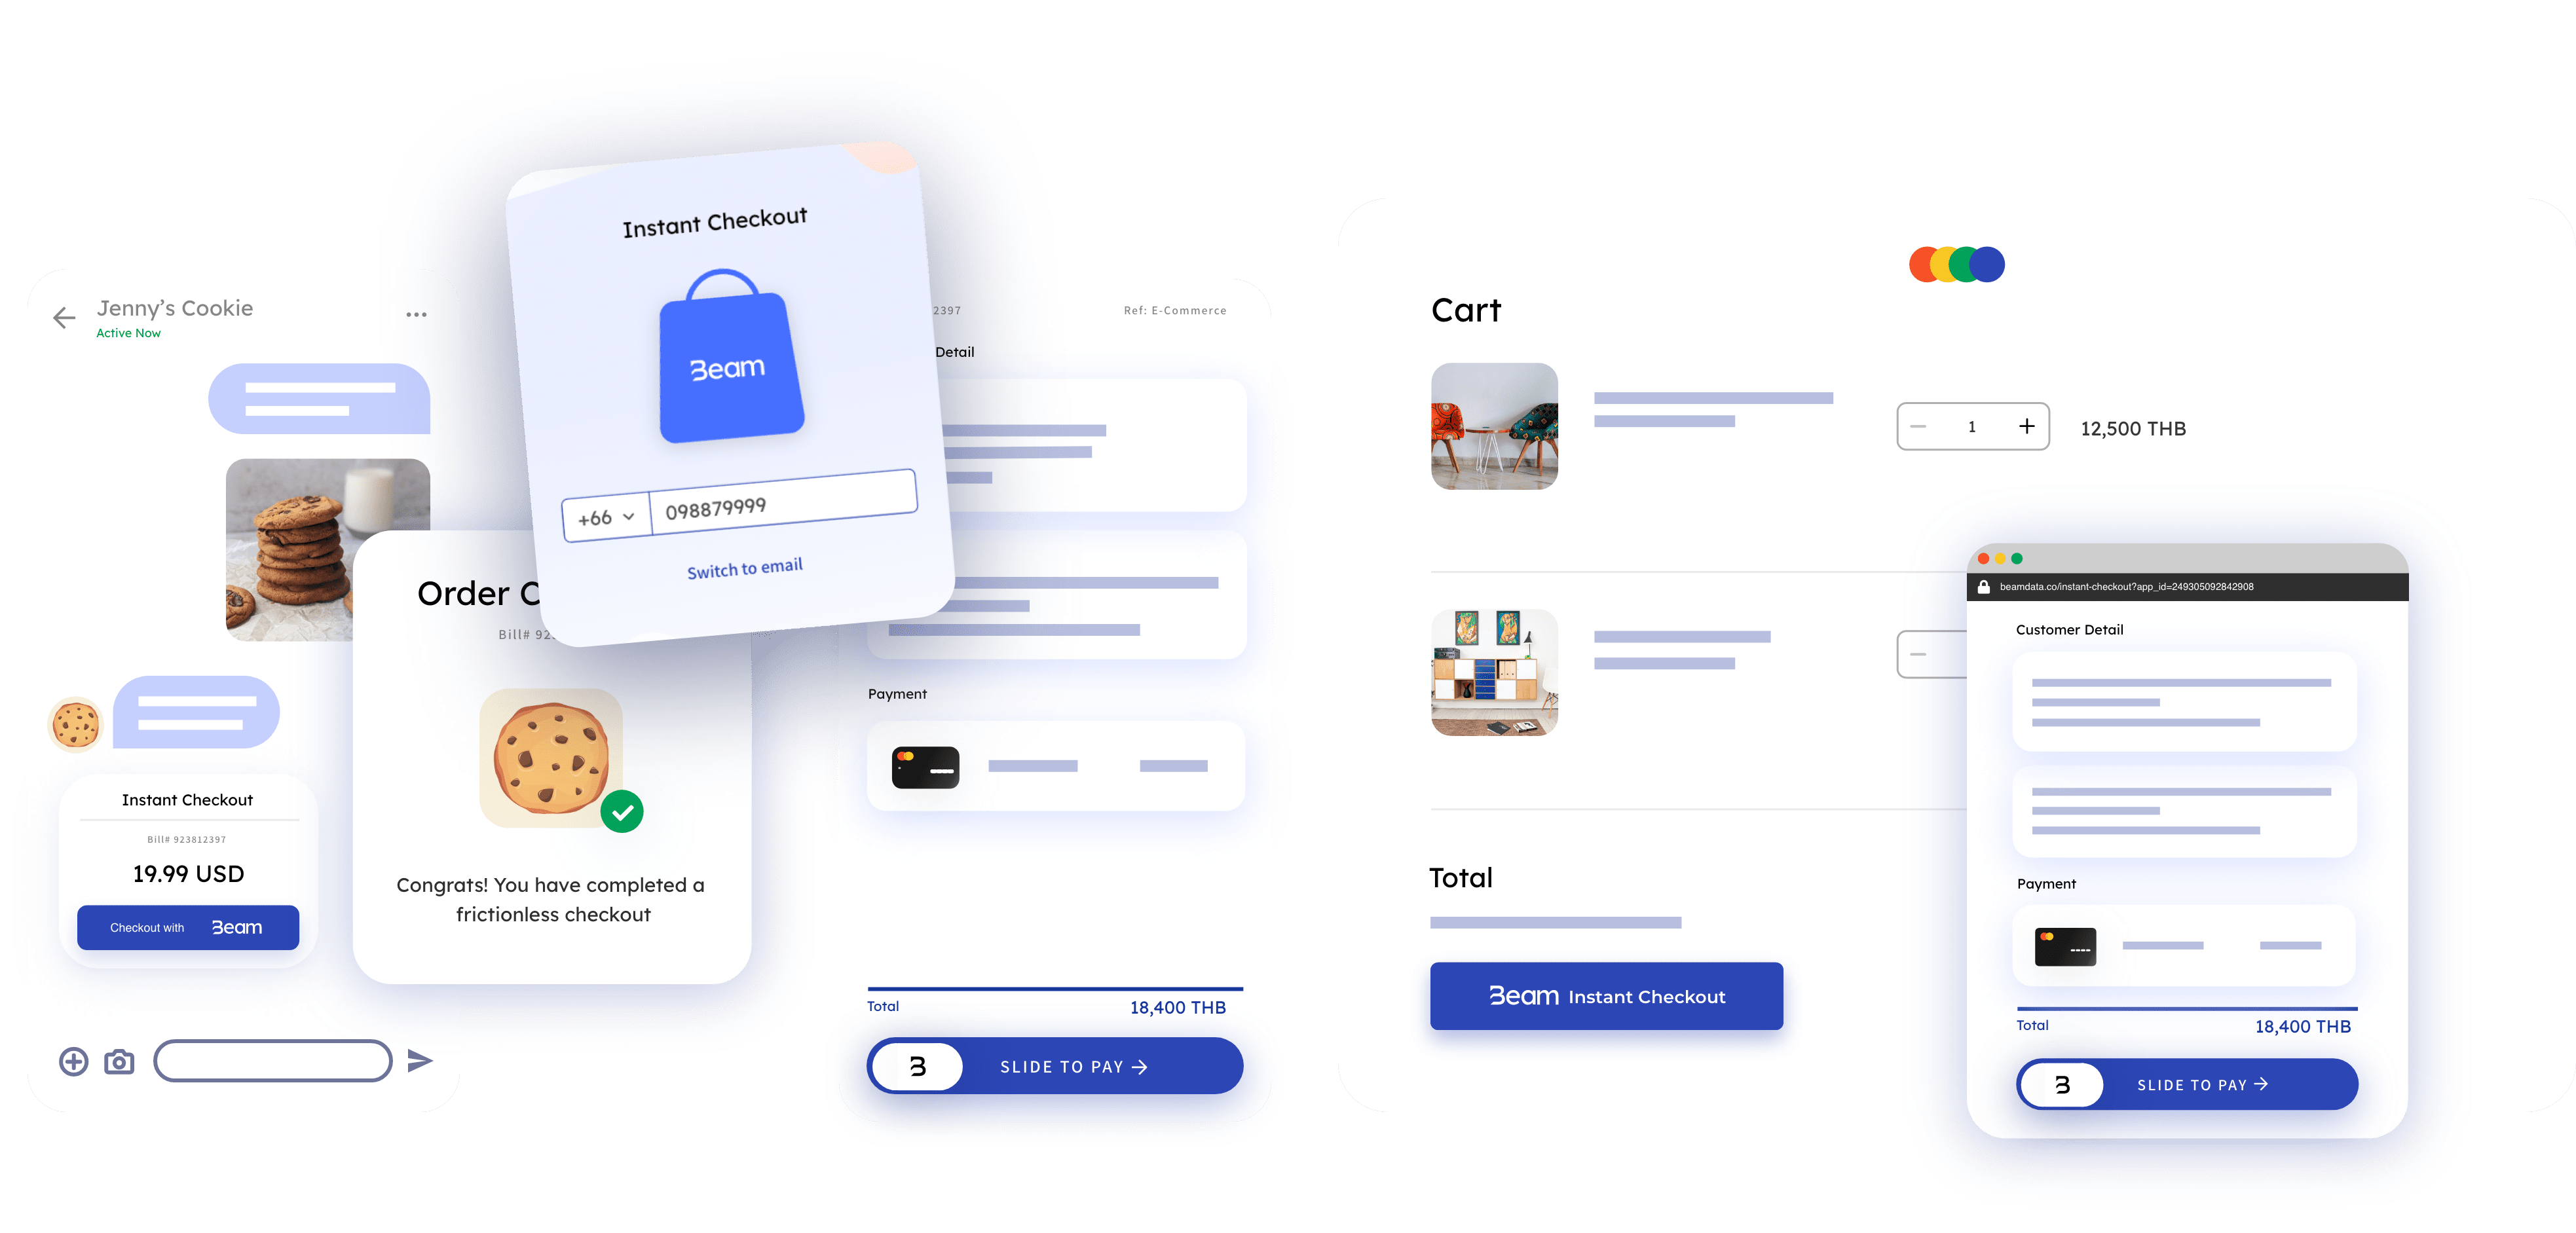 Jenny's Cookie
Active Now
Instant Checkout
Bill# 923812397
19.99 USD
Checkout with Beam
Order
Bill# 92
Congrats! You have completed a
frictionless checkout
Instant Checkout
Beam
+66 098879999
Switch to email
2397 Ref: E-Commerce
Detail
Payment
Total 18,400 THB
B SLIDE TO PAY →
Cart
1 12,500 THB
Total
Beam Instant Checkout
beamdata.co/instant-checkout?app_id=249305092842908
Customer Detail
Payment
Total 18,400 THB
B SLIDE TO PAY →